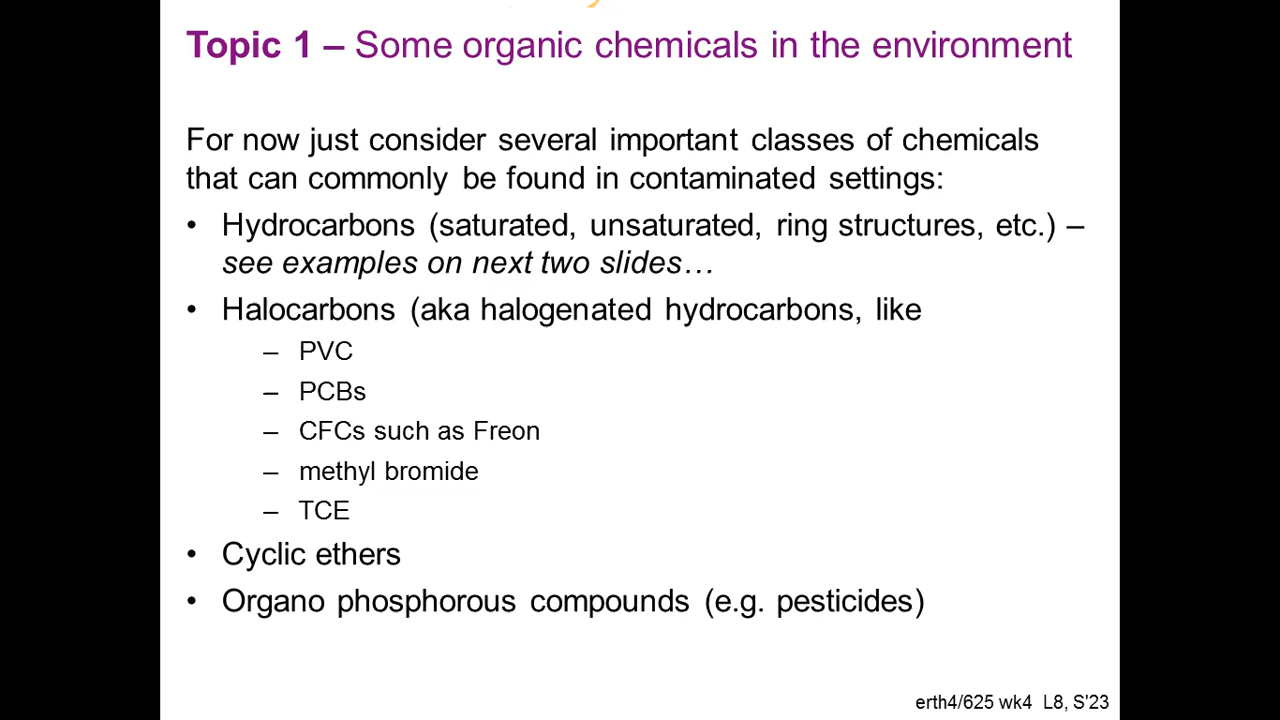 Topic 1 – Some organic chemicals in the environment
For now just consider several important classes of chemicals
that can commonly be found in contaminated settings:
• Hydrocarbons (saturated, unsaturated, ring structures, etc.) –
see examples on next two slides…
• Halocarbons (aka halogenated hydrocarbons, like
– PVC
– PCBs
– CFCs such as Freon
– methyl bromide
– TCE
• Cyclic ethers
• Organo phosphorous compounds (e.g. pesticides)
erth4/625 wk4 L8, S'23